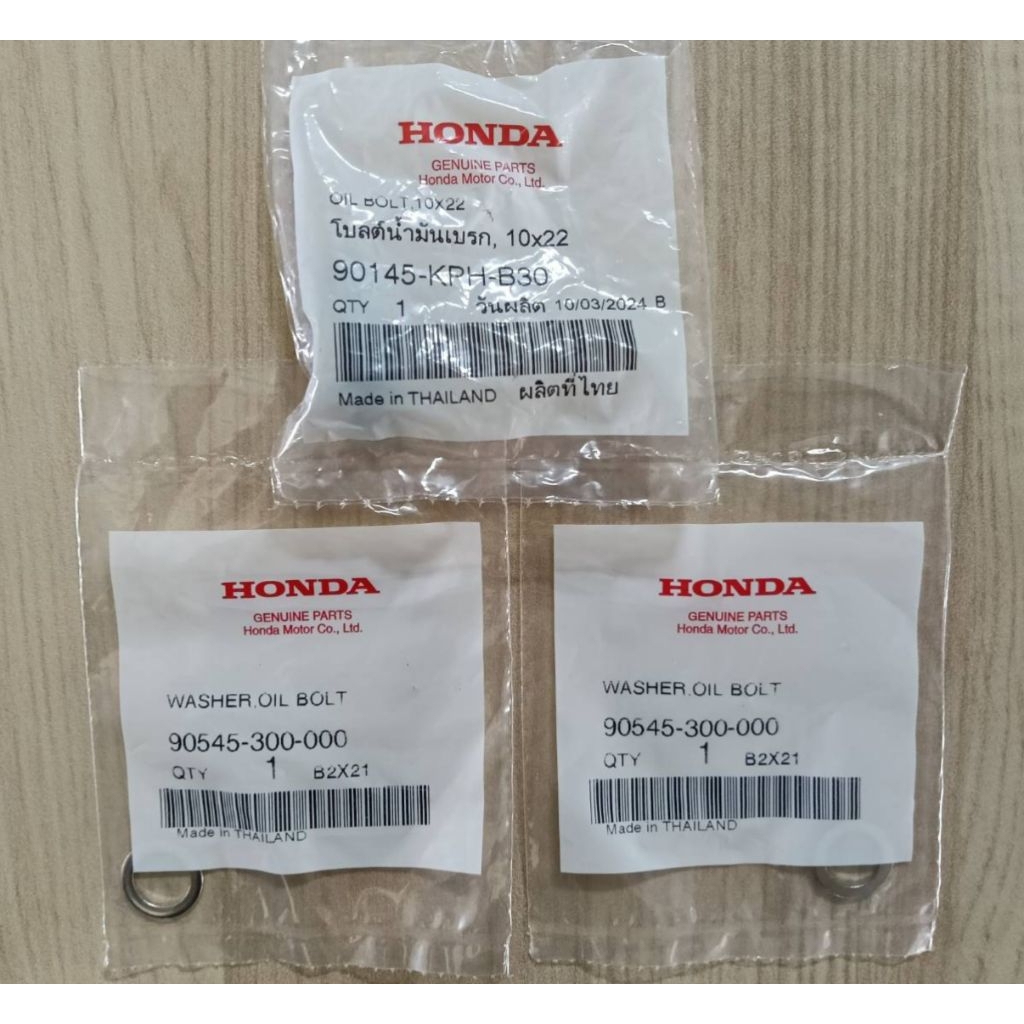 HONDA
GENUINE PARTS
Honda Motor Co., Ltd.
OIL BOLT,10X22
โบลต์น้ำมันเบรก, 10x22
90145-KPH-B30
QTY 1 วันผลิต 10/03/2024 B
Made in THAILAND ผลิตที่ไทย
HONDA
GENUINE PARTS
Honda Motor Co., Ltd.
WASHER,OIL BOLT
90545-300-000
QTY 1 B2X21
Made in THAILAND
HONDA
GENUINE PARTS
Honda Motor Co., Ltd.
WASHER,OIL BOLT
90545-300-000
QTY 1 B2X21
Made in THAILAND